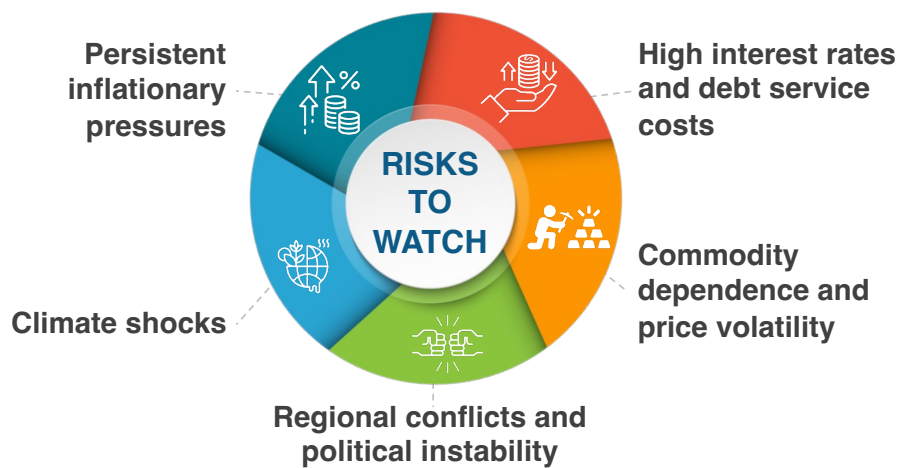 Persistent
inflationary
pressures
%
High interest rates
and debt service
costs
RISKS
TO
WATCH
Commodity
dependence and
price volatility
Climate shocks
Regional conflicts and
political instability